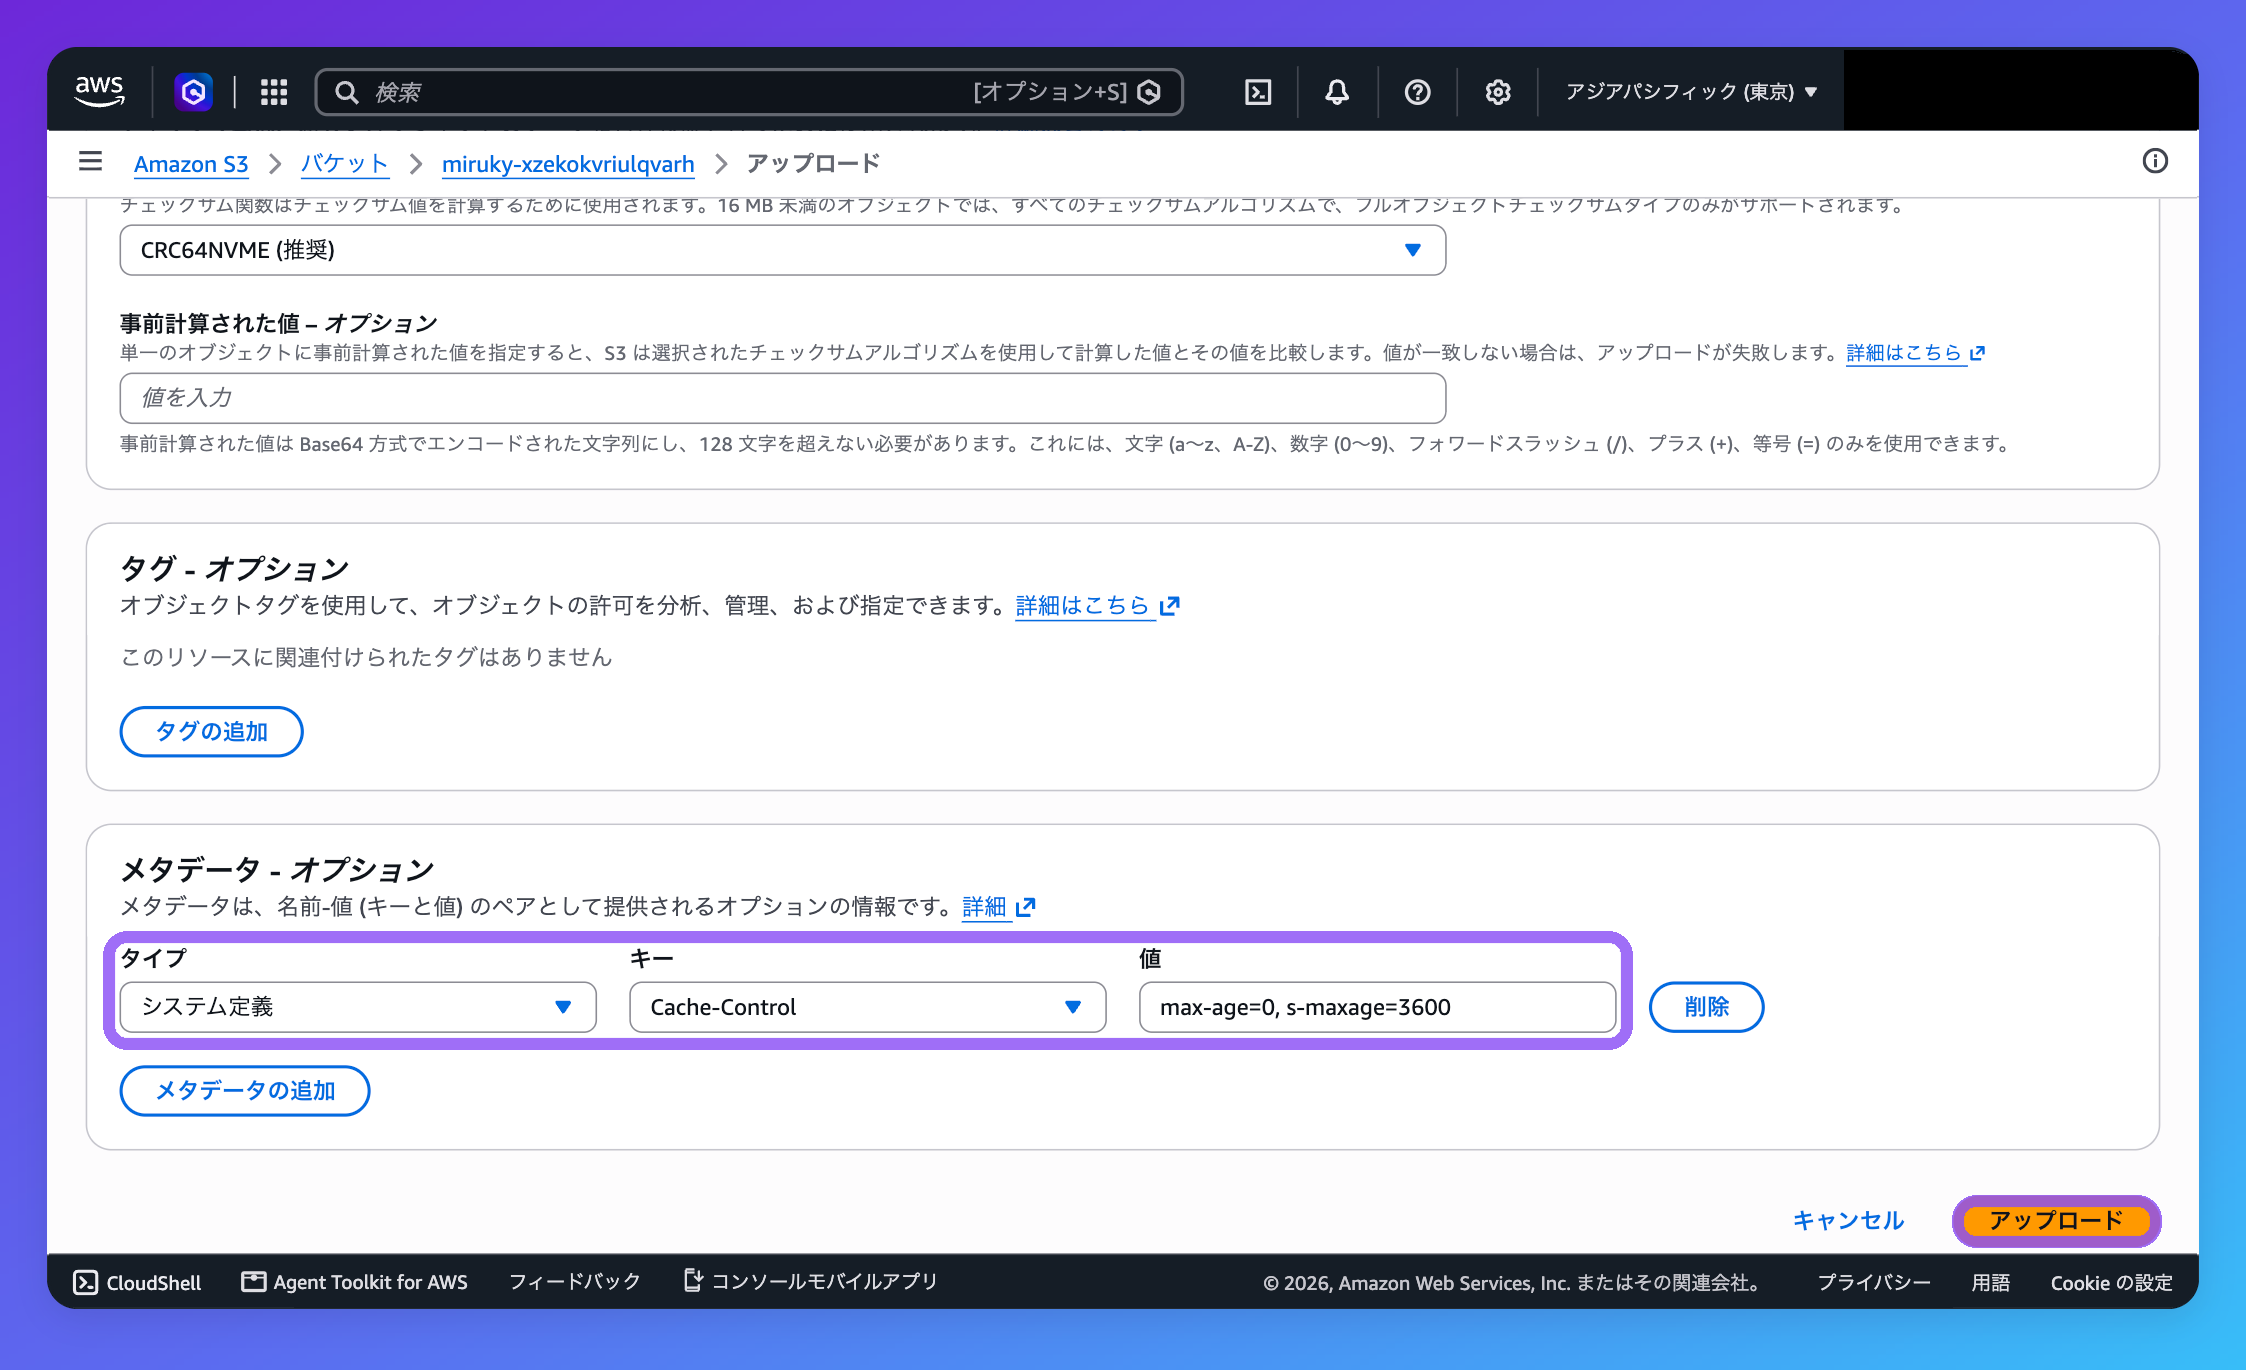 aws
検索
[オプション+S]
アジアパシフィック (東京)
Amazon S3
バケット
miruky-xzekokvriulqvarh
アップロード
チェックサム関数はチェックサム値を計算するために使用されます。16 MB 未満のオブジェクトでは、すべてのチェックサムアルゴリズムで、フルオブジェクトチェックサムタイプのみがサポートされます。
CRC64NVME (推奨)
事前計算された値 – オプション
単一のオブジェクトに事前計算された値を指定すると、S3 は選択されたチェックサムアルゴリズムを使用して計算した値とその値を比較します。値が一致しない場合は、アップロードが失敗します。詳細はこちら
値を入力
事前計算された値は Base64 方式でエンコードされた文字列にし、128 文字を超えない必要があります。これには、文字 (a〜z、A-Z)、数字 (0〜9)、フォワードスラッシュ (/)、プラス (+)、等号 (=) のみを使用できます。
タグ - オプション
オブジェクトタグを使用して、オブジェクトの許可を分析、管理、および指定できます。詳細はこちら
このリソースに関連付けられたタグはありません
タグの追加
メタデータ - オプション
メタデータは、名前-値 (キーと値) のペアとして提供されるオプションの情報です。詳細
タイプ
キー
値
システム定義
Cache-Control
max-age=0, s-maxage=3600
削除
メタデータの追加
キャンセル
アップロード
CloudShell
Agent Toolkit for AWS
フィードバック
コンソールモバイルアプリ
© 2026, Amazon Web Services, Inc. またはその関連会社。
プライバシー
用語
Cookie の設定